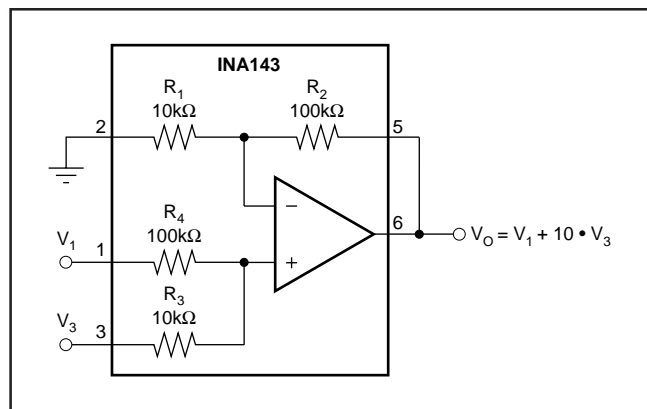 INA143
R1
10kΩ
R2
100kΩ
2
5
−
V1
1
R4
100kΩ
+
6
VO = V1 + 10 • V3
R3
10kΩ
V3
3